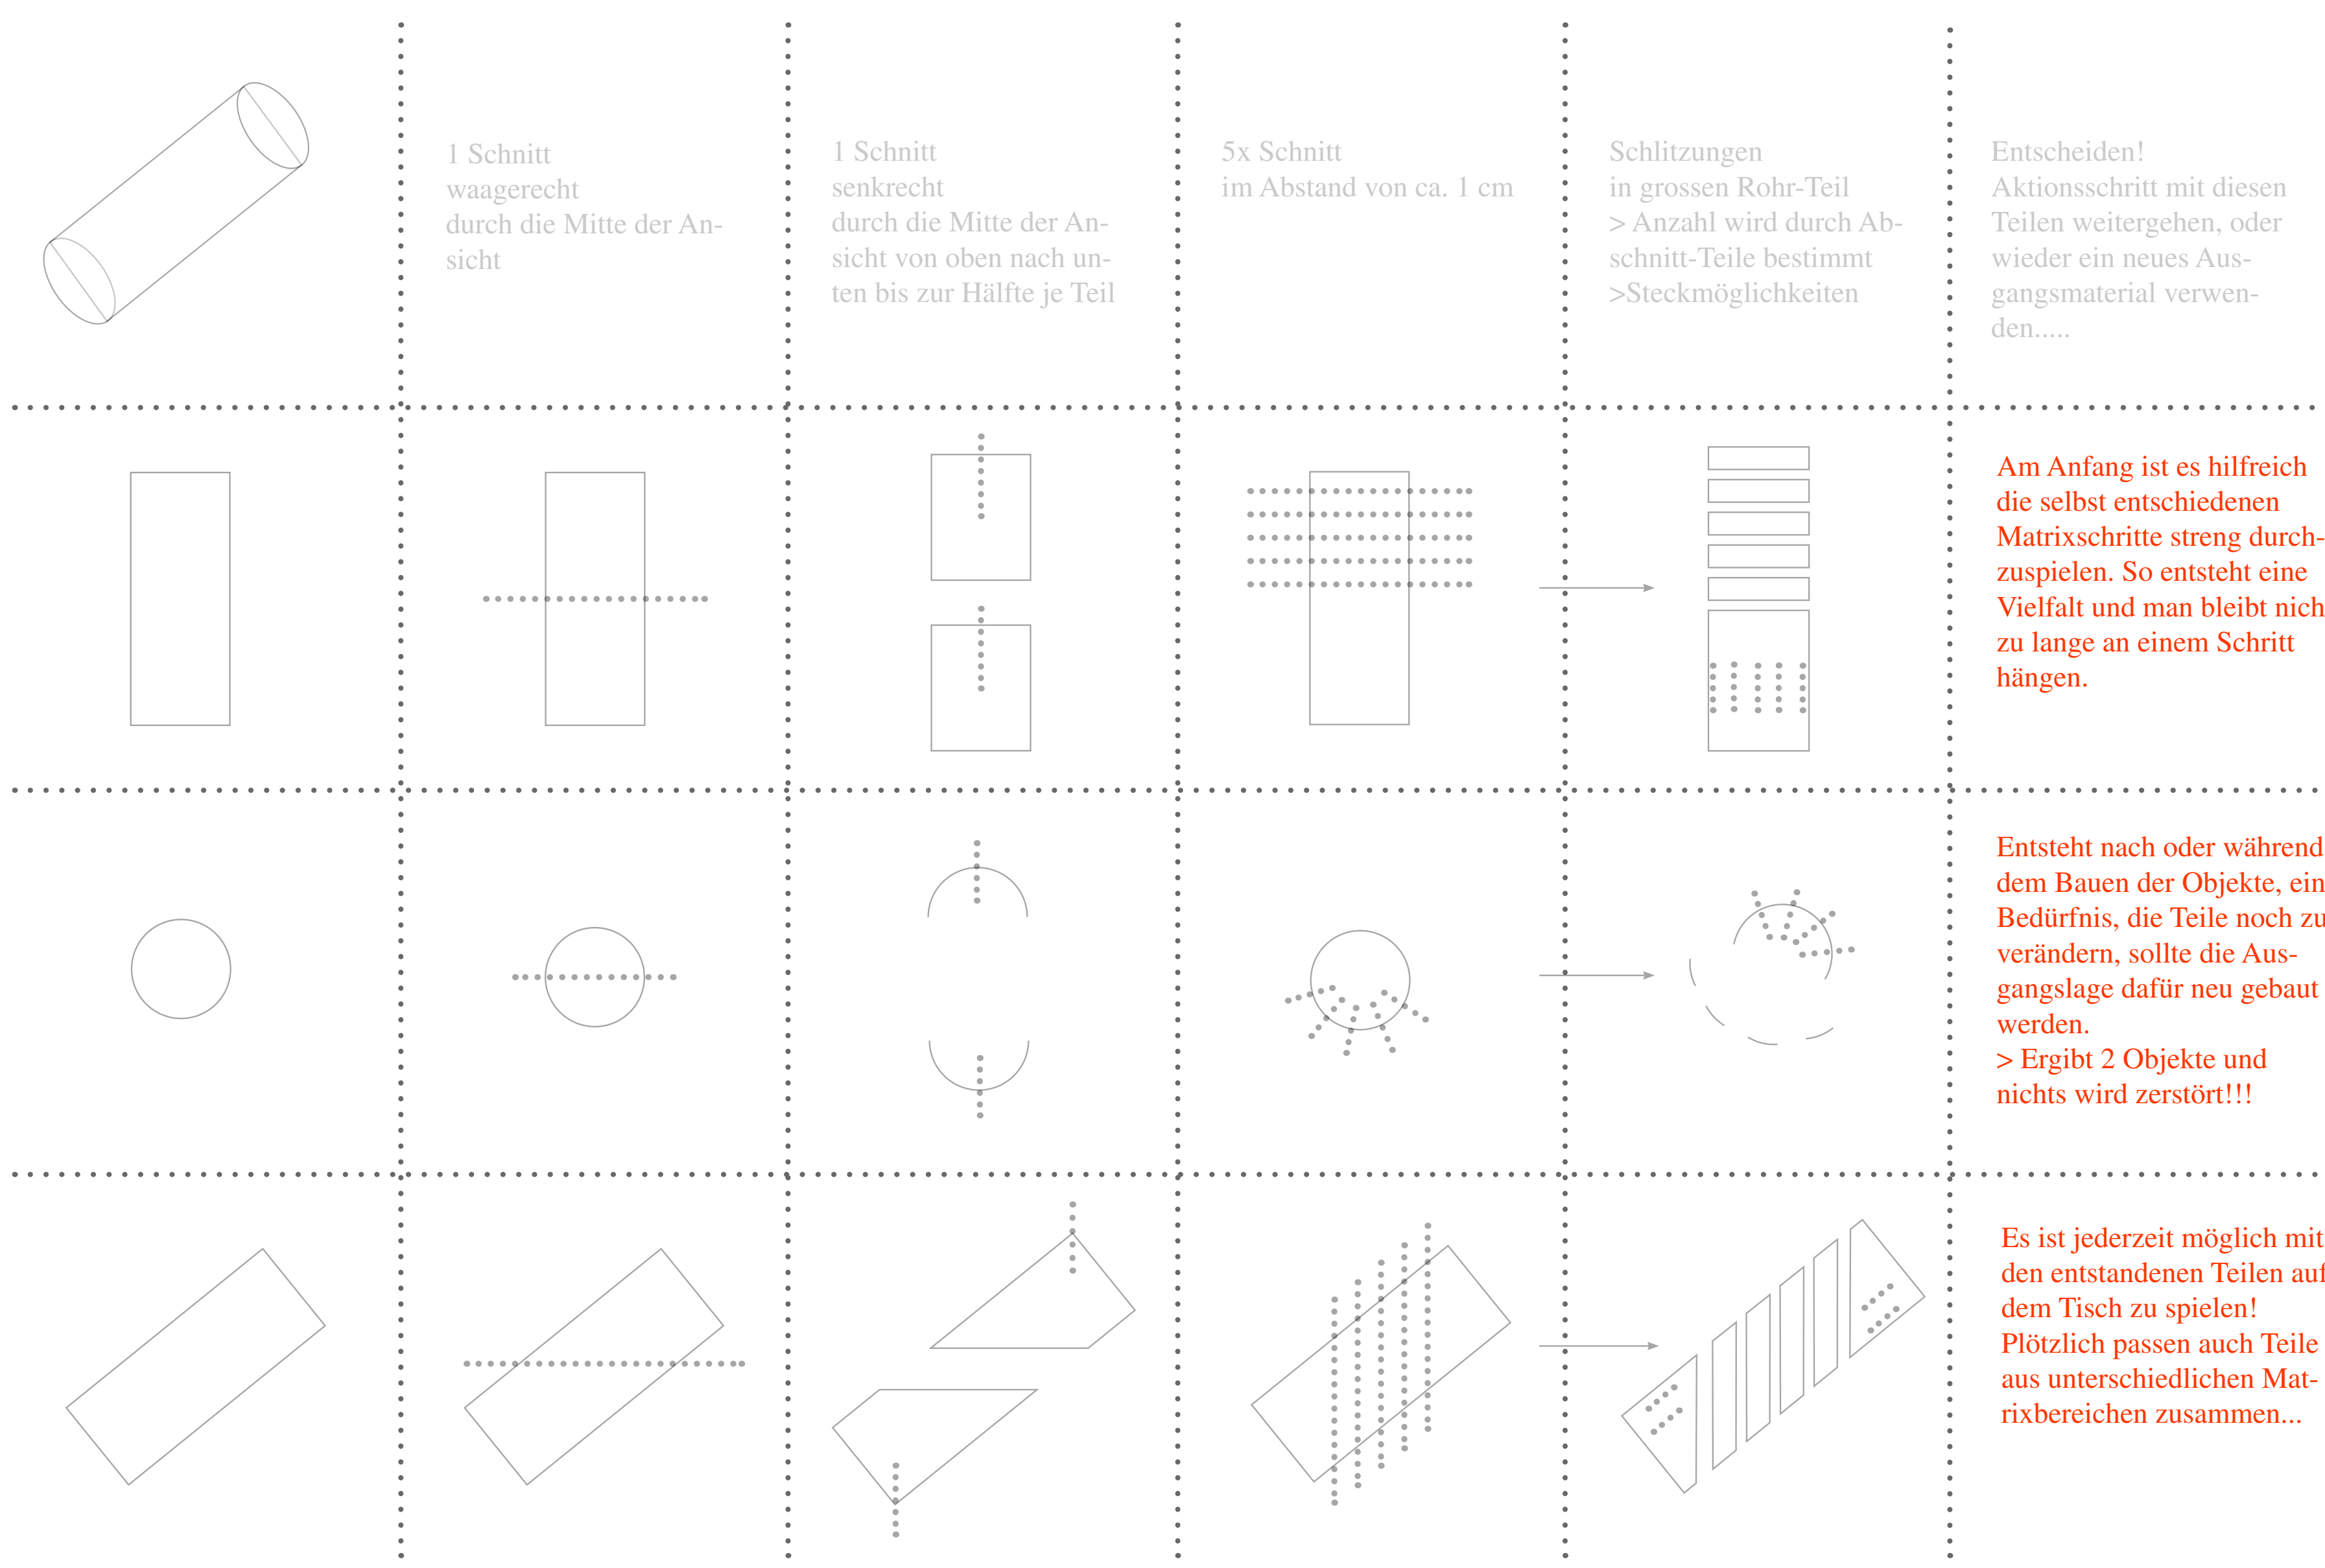 1 Schnitt
waagerecht
durch die Mitte der An-
sicht
1 Schnitt
senkrecht
durch die Mitte der An-
sicht von oben nach un-
ten bis zur Hälfte je Teil
5x Schnitt
im Abstand von ca. 1 cm
Schlitzungen
in grossen Rohr-Teil
> Anzahl wird durch Ab-
schnitt-Teile bestimmt
>Steckmöglichkeiten
Entscheiden!
Aktionsschritt mit diesen
Teilen weitergehen, oder
wieder ein neues Aus-
gangsmaterial verwen-
den.....
Am Anfang ist es hilfreich
die selbst entschiedenen
Matrixschritte streng durch-
zuspielen. So entsteht eine
Vielfalt und man bleibt nich
zu lange an einem Schritt
hängen.
Entsteht nach oder während
dem Bauen der Objekte, ein
Bedürfnis, die Teile noch zu
verändern, sollte die Aus-
gangslage dafür neu gebaut
werden.
> Ergibt 2 Objekte und
nichts wird zerstört!!!
Es ist jederzeit möglich mit
den entstandenen Teilen auf
dem Tisch zu spielen!
Plötzlich passen auch Teile
aus unterschiedlichen Mat-
rixbereichen zusammen...